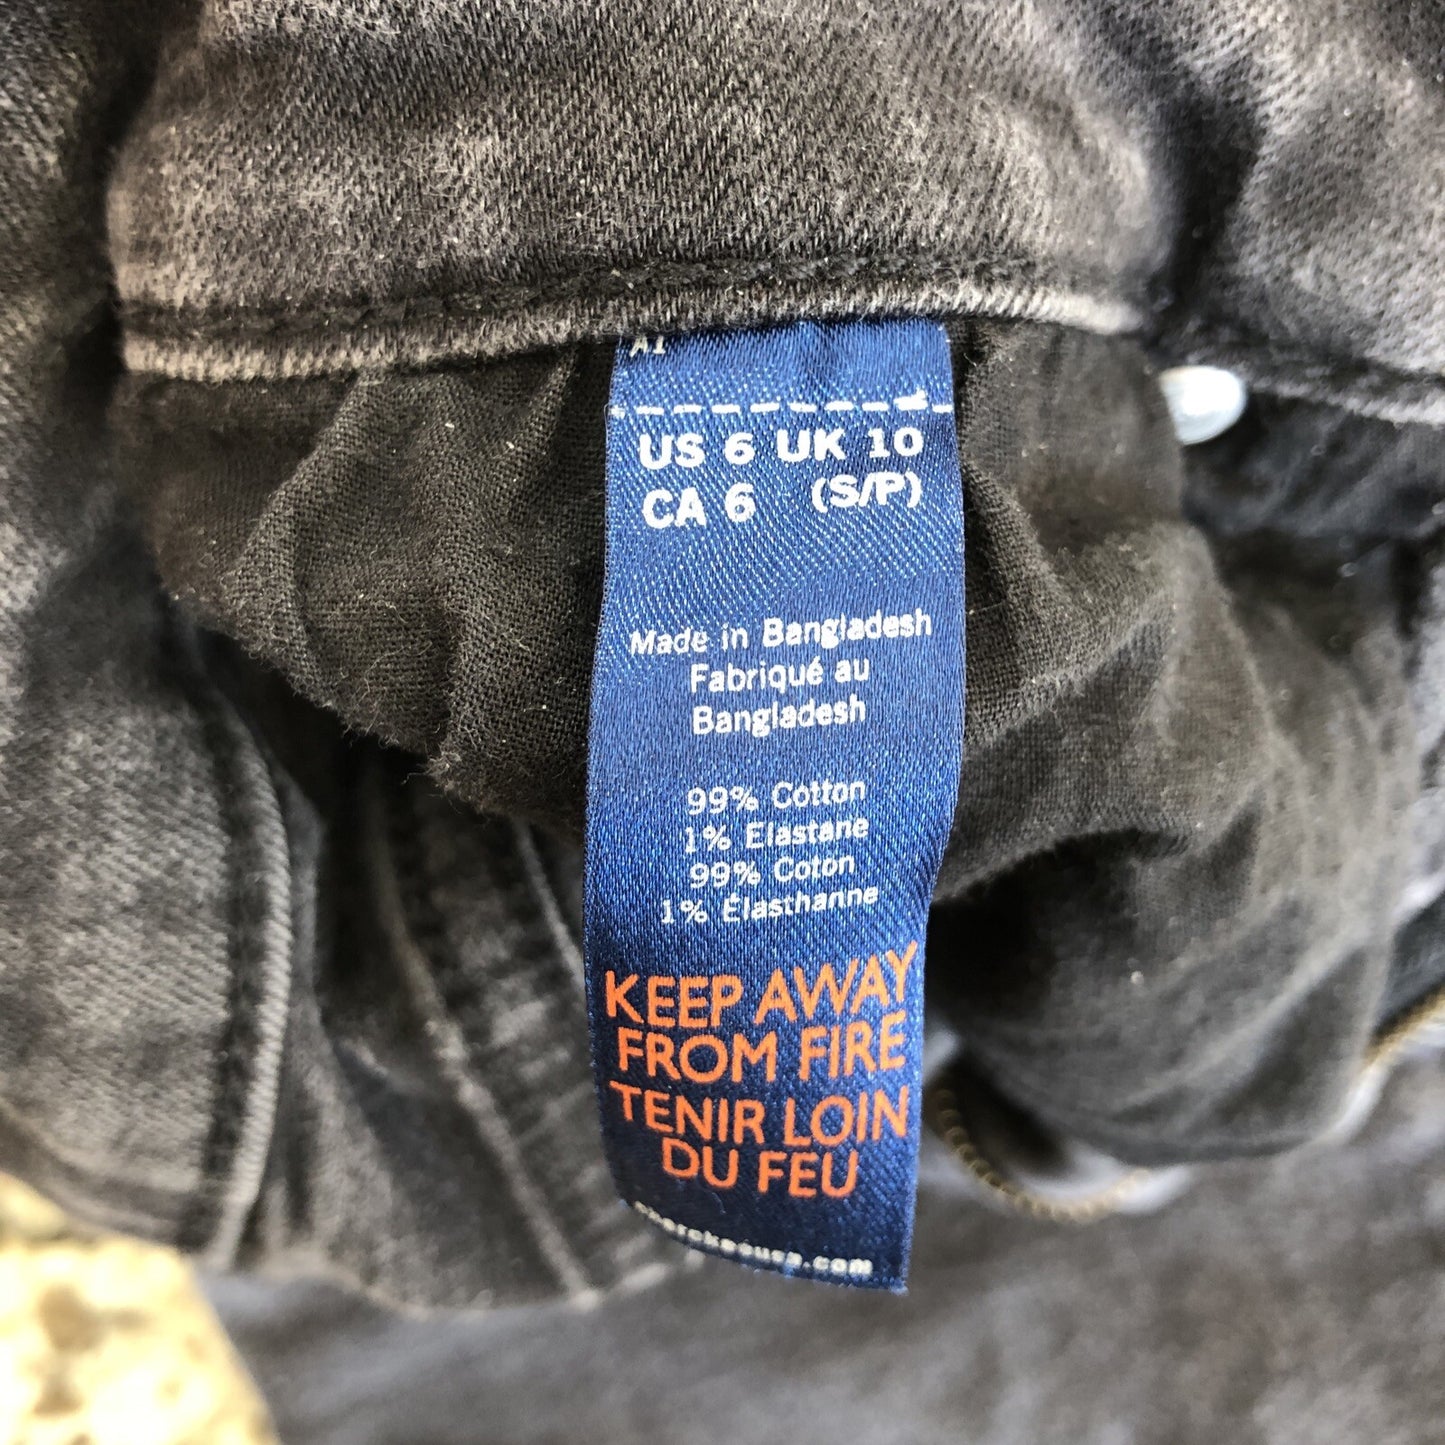 US 6 UK 10
CA 6 (S/P)
Made in Bangladesh
Fabriqué au
Bangladesh
99% Cotton
1% Elastane
99% Coton
1% Élasthanne
KEEP AWAY
FROM FIRE
TENIR LOIN
DU FEU